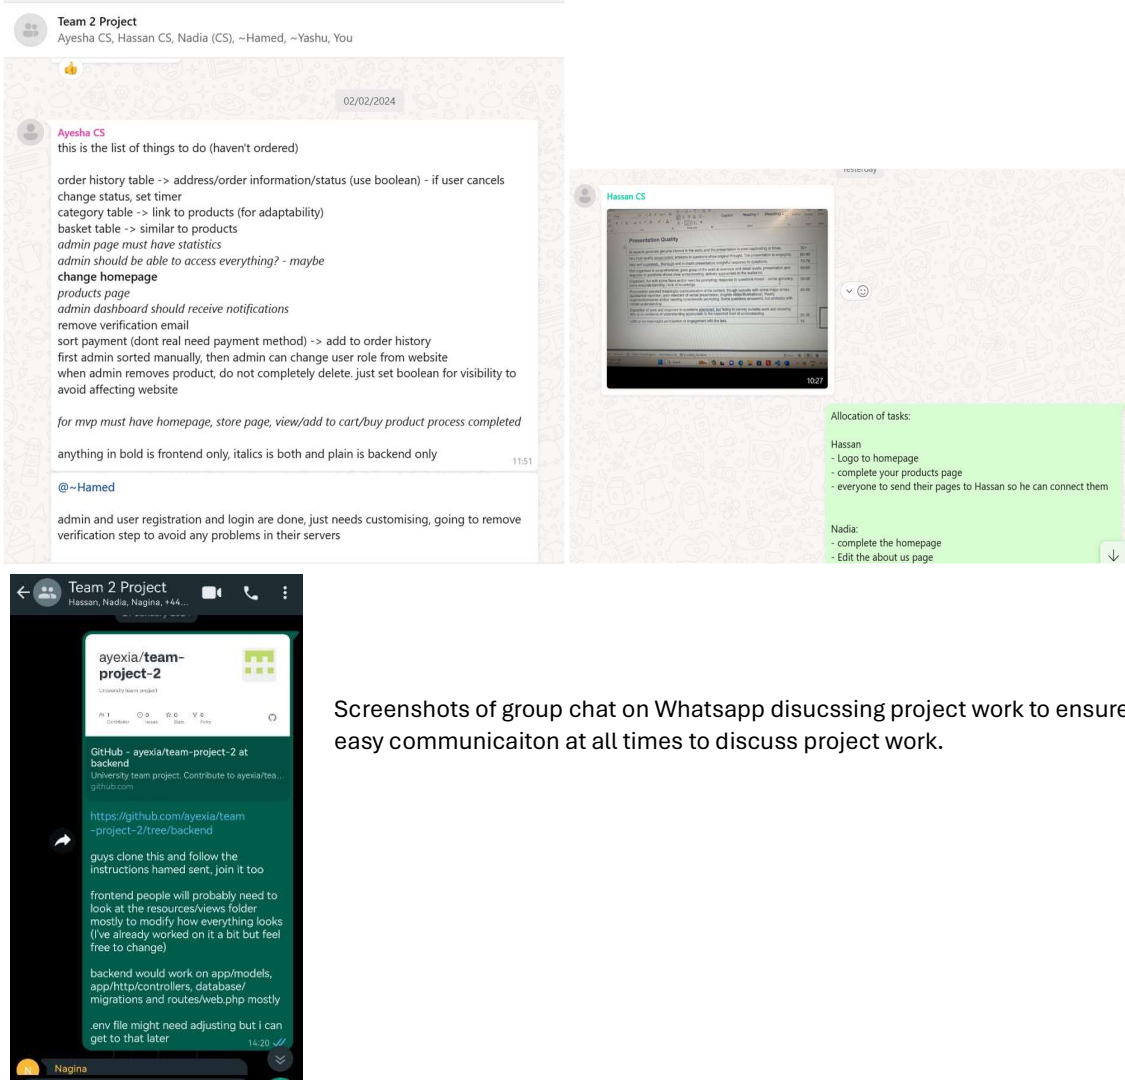 Team 2 Project
Ayesha CS, Hassan CS, Nadia (CS), ~Hamed, ~Yashu, You
02/02/2024
Ayesha CS
this is the list of things to do (haven't ordered)
order history table -> address/order information/status (use boolean) - if user cancels
change status, set timer
category table -> link to products (for adaptability)
basket table -> similar to products
admin page must have statistics
admin should be able to access everything? - maybe
change homepage
products page
admin dashboard should receive notifications
remove verification email
sort payment (dont real need payment method) -> add to order history
first admin sorted manually, then admin can change user role from website
when admin removes product, do not completely delete. just set boolean for visibility to
avoid affecting website
for mvp must have homepage, store page, view/add to cart/buy product process completed
anything in bold is frontend only, italics is both and plain is backend only
11:51
@~Hamed
admin and user registration and login are done, just needs customising, going to remove
verification step to avoid any problems in their servers
Yesterday
Hassan CS
Presentation Quality
10:27
Allocation of tasks:
Hassan
- Logo to homepage
- complete your products page
- everyone to send their pages to Hassan so he can connect them
Nadia:
- complete the homepage
- Edit the about us page
Team 2 Project
Hassan, Nadia, Nagina, +44...
ayexia/team-
project-2
University team project
1
0
0
0
Contributor
Issues
Stars
Forks
GitHub - ayexia/team-project-2 at
backend
University team project. Contribute to ayexia/tea...
github.com
https://github.com/ayexia/team
-project-2/tree/backend
guys clone this and follow the
instructions hamed sent, join it too
frontend people will probably need to
look at the resources/views folder
mostly to modify how everything looks
(I've already worked on it a bit but feel
free to change)
backend would work on app/models,
app/http/controllers, database/
migrations and routes/web.php mostly
.env file might need adjusting but i can
get to that later
14:20
N
Nagina
Screenshots of group chat on Whatsapp disucssing project work to ensure
easy communicaiton at all times to discuss project work.